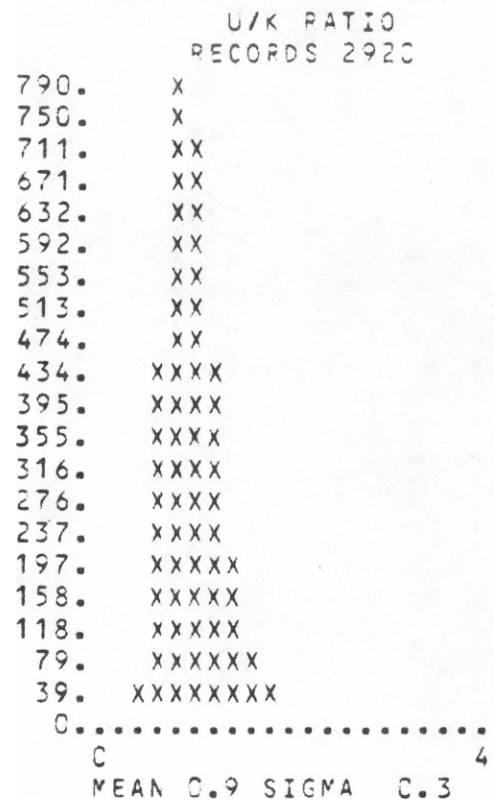 U/K RATIO
RECORDS 2920
790. X
750. X
711. XX
671. XX
632. XX
592. XX
553. XX
513. XX
474. XX
434. XXXX
395. XXXX
355. XXXX
316. XXXX
276. XXXX
237. XXXX
197. XXXXX
158. XXXXX
118. XXXXX
79. XXXXXX
39. XXXXXXXX
0.....................
0 4
MEAN 0.9 SIGMA 0.3